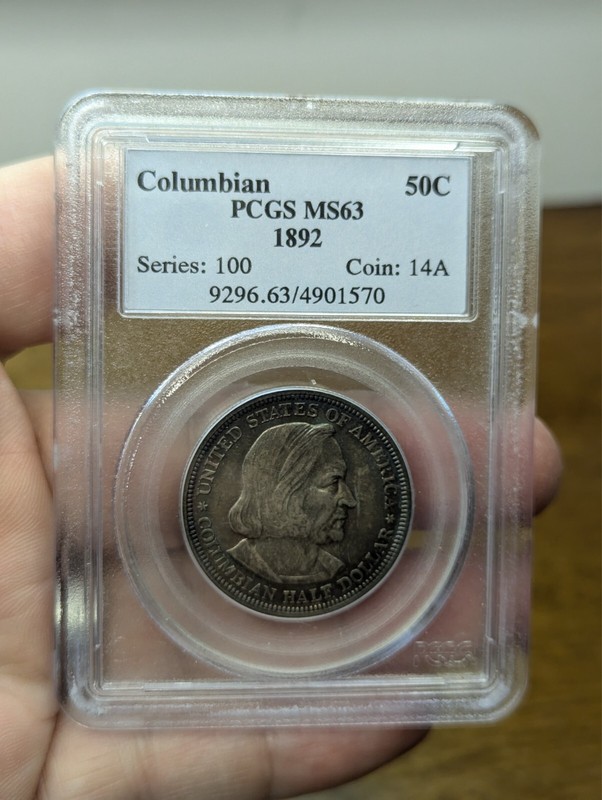 Columbian 50C
PCGS MS63
1892
Series: 100 Coin: 14A
9296.63/4901570
UNITED STATES OF AMERICA
★ COLUMBIAN HALF DOLLAR ★
PCGS